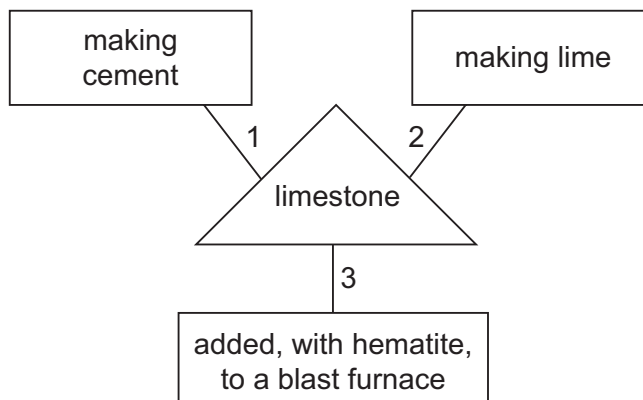 making
cement
making lime
1
2
limestone
3
added, with hematite,
to a blast furnace